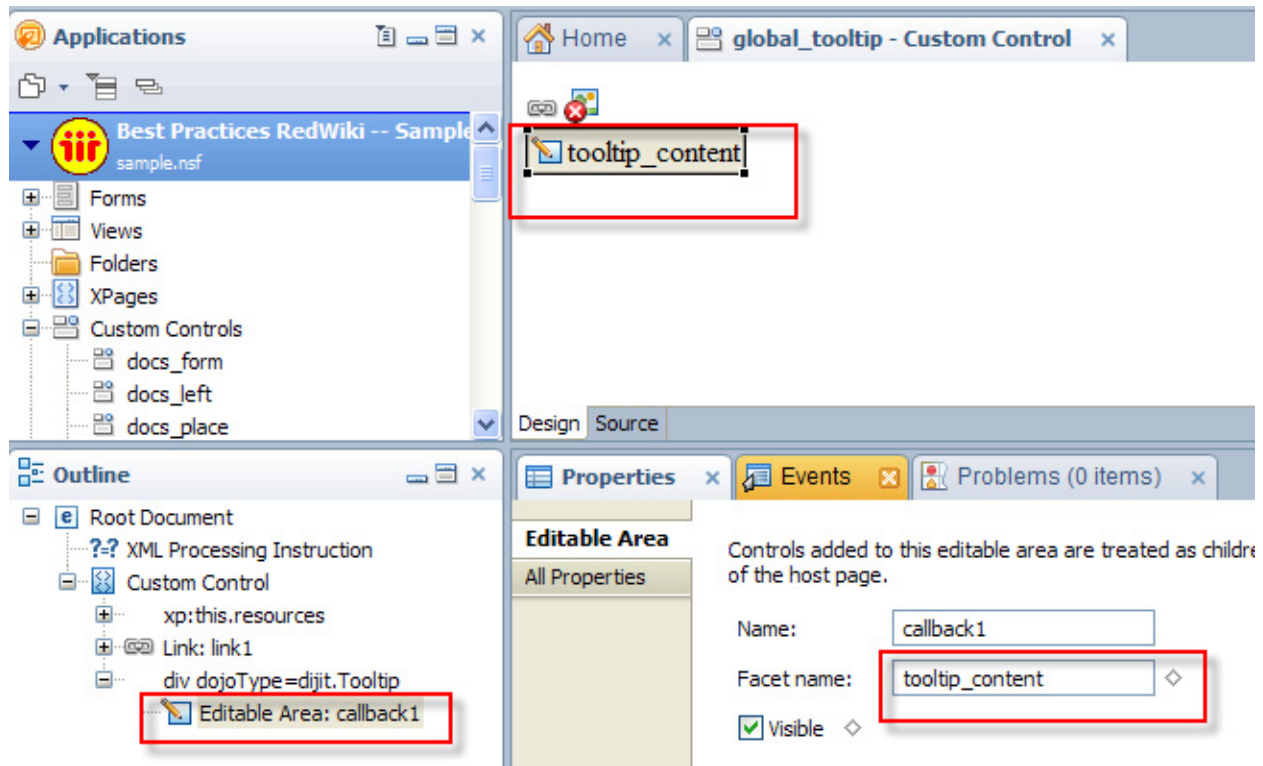 Applications
Best Practices RedWiki -- Sample
sample.nsf
Forms
Views
Folders
XPages
Custom Controls
docs_form
docs_left
docs_place
Home
global_tooltip - Custom Control
tooltip_content
Design Source
Outline
Root Document
?=? XML Processing Instruction
Custom Control
xp:this.resources
Link: link1
div dojoType=dijit.Tooltip
Editable Area: callback1
Properties Events Problems (0 items)
Editable Area
All Properties
Controls added to this editable area are treated as childre
of the host page.
Name: callback1
Facet name: tooltip_content
Visible